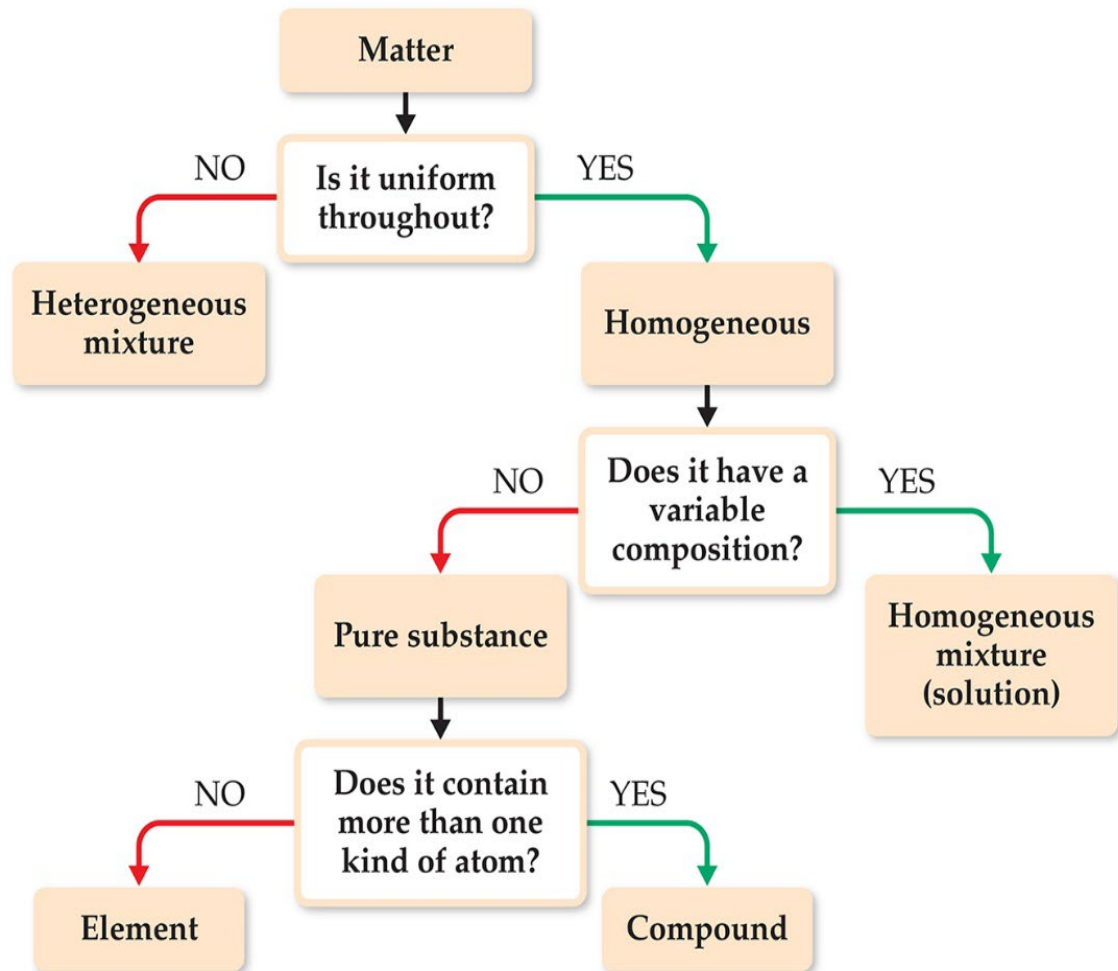 Matter
NO
Is it uniform
throughout?
YES
Heterogeneous
mixture
Homogeneous
NO
Does it have a
variable
composition?
YES
Pure substance
Homogeneous
mixture
(solution)
NO
Does it contain
more than one
kind of atom?
YES
Element
Compound